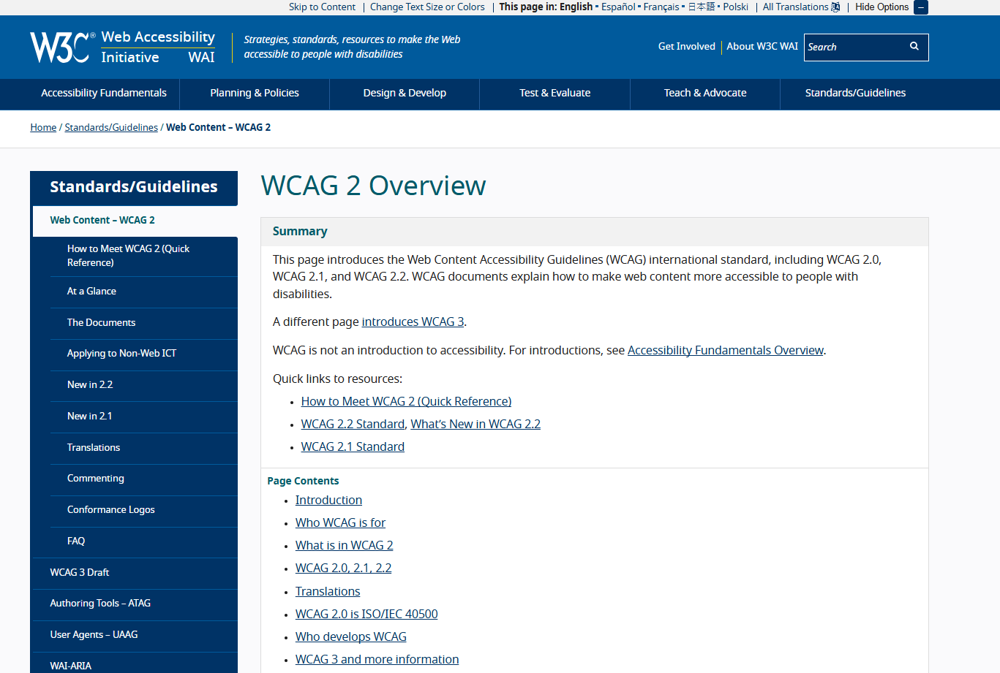 Skip to Content | Change Text Size or Colors | This page in: English ▪ Español ▪ Français ▪ 日本語 ▪ Polski | All Translations | Hide Options –
W3C® Web Accessibility Initiative WAI
Strategies, standards, resources to make the Web
accessible to people with disabilities
Get Involved | About W3C WAI
Search
Accessibility Fundamentals
Planning & Policies
Design & Develop
Test & Evaluate
Teach & Advocate
Standards/Guidelines
Home / Standards/Guidelines / Web Content – WCAG 2
Standards/Guidelines
Web Content – WCAG 2
How to Meet WCAG 2 (Quick
Reference)
At a Glance
The Documents
Applying to Non-Web ICT
New in 2.2
New in 2.1
Translations
Commenting
Conformance Logos
FAQ
WCAG 3 Draft
Authoring Tools – ATAG
User Agents – UAAG
WAI-ARIA
WCAG 2 Overview
Summary
This page introduces the Web Content Accessibility Guidelines (WCAG) international standard, including WCAG 2.0,
WCAG 2.1, and WCAG 2.2. WCAG documents explain how to make web content more accessible to people with
disabilities.
A different page introduces WCAG 3.
WCAG is not an introduction to accessibility. For introductions, see Accessibility Fundamentals Overview.
Quick links to resources:
• How to Meet WCAG 2 (Quick Reference)
• WCAG 2.2 Standard, What's New in WCAG 2.2
• WCAG 2.1 Standard
Page Contents
• Introduction
• Who WCAG is for
• What is in WCAG 2
• WCAG 2.0, 2.1, 2.2
• Translations
• WCAG 2.0 is ISO/IEC 40500
• Who develops WCAG
• WCAG 3 and more information